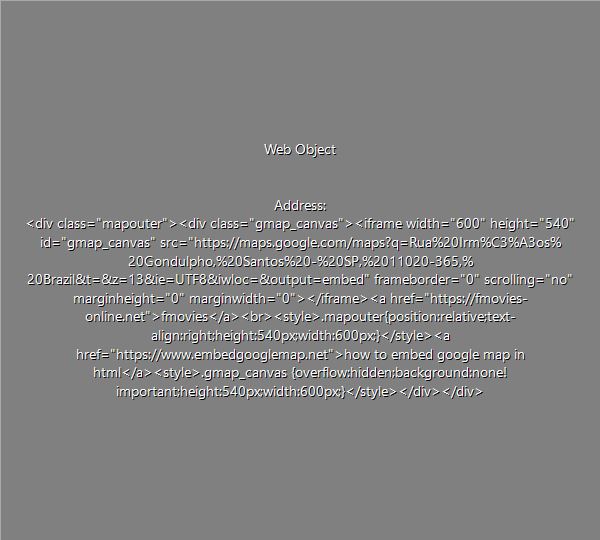 Web Object
Address:
<div class="mapouter"><div class="gmap_canvas"><iframe width="600" height="540"
id="gmap_canvas" src="https://maps.google.com/maps?q=Rua%20Irm%C3%A3os%
20Gondulpho,%20Santos%20-%20SP,%2011020-365,%
20Brazil&t=&z=13&ie=UTF8&iwloc=&output=embed" frameborder="0" scrolling="no"
marginheight="0" marginwidth="0"></iframe><a href="https://fmovies-
online.net">fmovies</a><br><style>.mapouter{position:relative;text-
align:right;height:540px;width:600px;}</style><a
href="https://www.embedgooglemap.net">how to embed google map in
html</a><style>.gmap_canvas {overflow:hidden;background:none!
important;height:540px;width:600px;}</style></div></div>